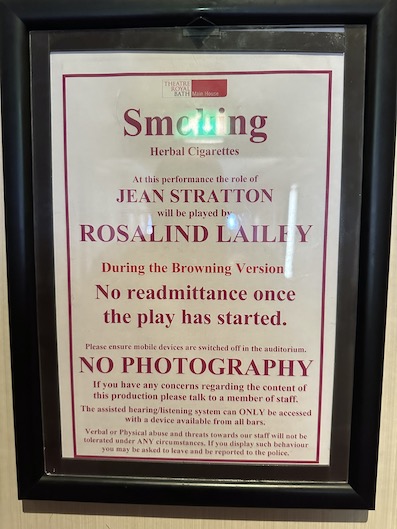 THEATRE
ROYAL
BATH Main House
Smoking
Herbal Cigarettes
At this performance the role of
JEAN STRATTON
will be played by
ROSALIND LAILEY
During the Browning Version
No readmittance once
the play has started.
Please ensure mobile devices are switched off in the auditorium.
NO PHOTOGRAPHY
If you have any concerns regarding the content of
this production please talk to a member of staff.
The assisted hearing/listening system can ONLY be accessed
with a device available from all bars.
Verbal or Physical abuse and threats towards our staff will not be
tolerated under ANY circumstances. If you display such behaviour
you may be asked to leave and be reported to the police.